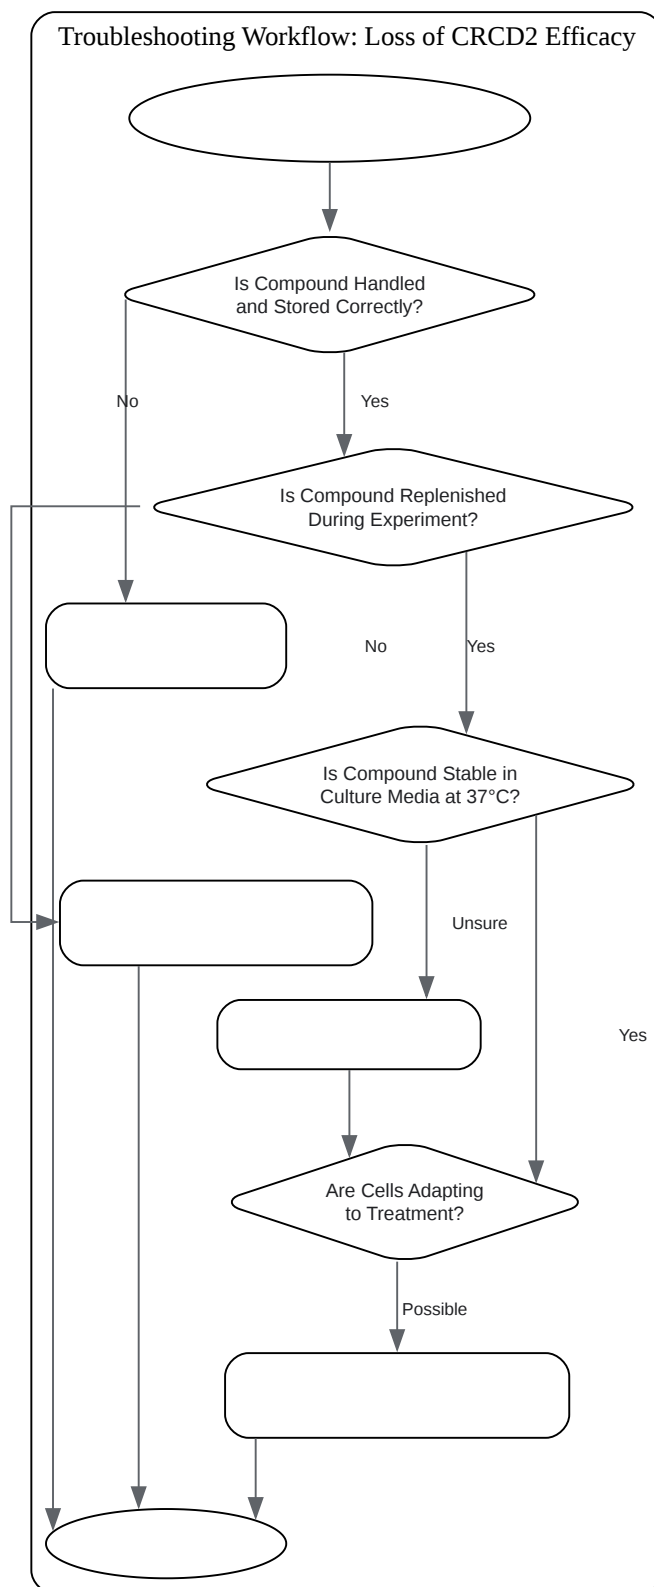 Troubleshooting Workflow: Loss of CRCD2 Efficacy
Is Compound Handled
and Stored Correctly?
No
Yes
Is Compound Replenished
During Experiment?
No
Yes
Is Compound Stable in
Culture Media at 37°C?
Unsure
Yes
Are Cells Adapting
to Treatment?
Possible